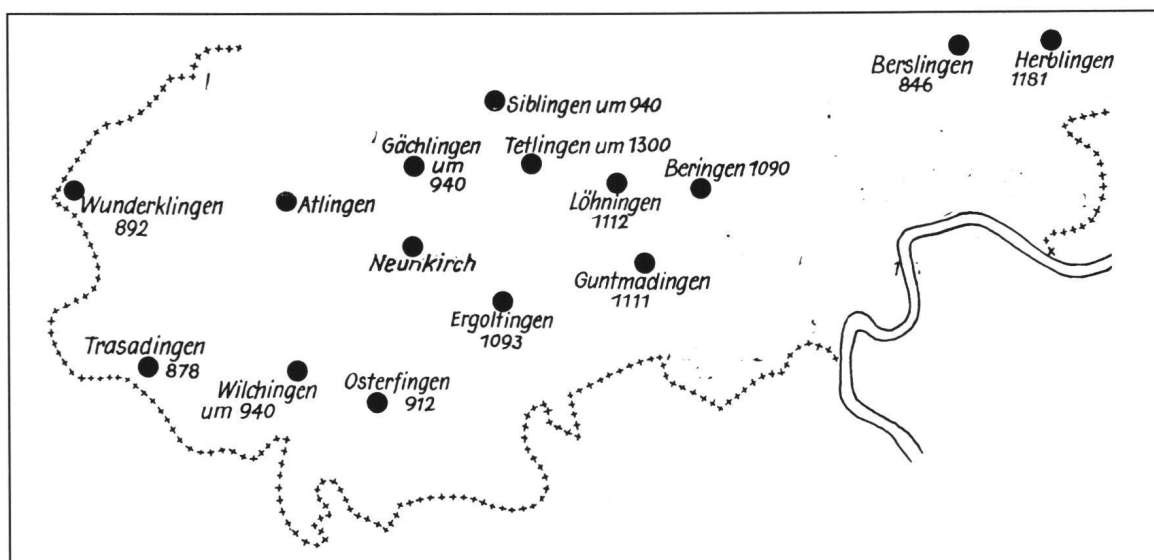 Berslingen
846
Herblingen
1181
Siblingen um 940
Gächlingen
um
940
Tetlingen um 1300
Beringen 1090
Löhningen
1112
Wunderklingen
892
Atlingen
Neunkirch
Guntmadingen
1111
Ergoltingen
1093
Trasadingen
878
Wilchingen
um 940
Osterfingen
912